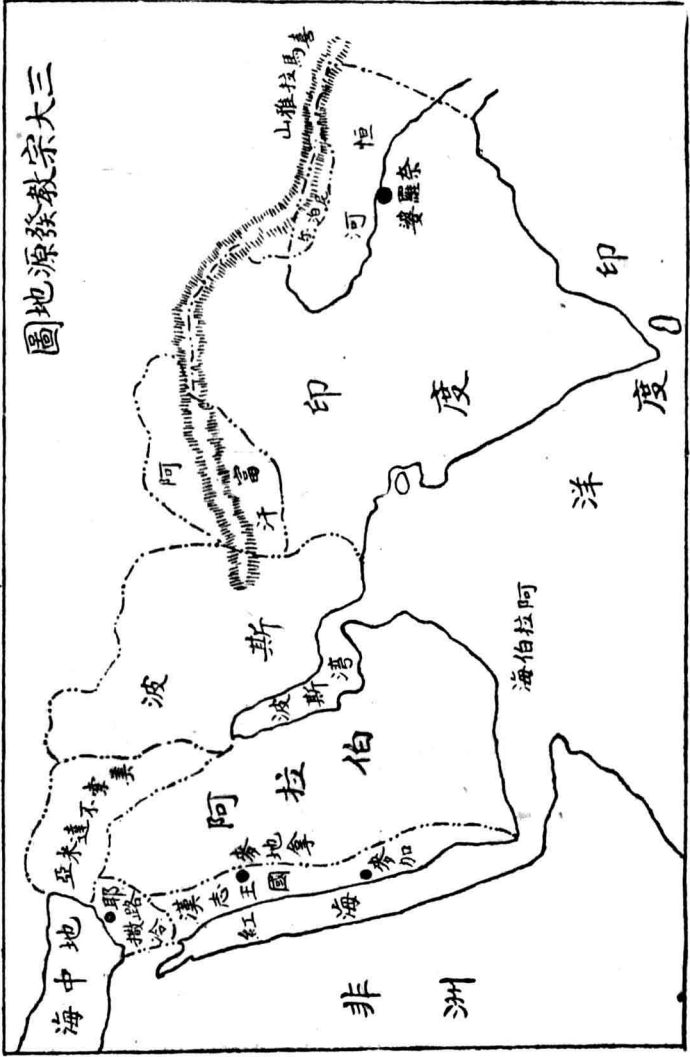 三大宗教發源地圖
喜馬拉雅山
尼泊尔
恒河
婆羅奈
印度
印度洋
阿富汗
波斯
波斯湾
阿拉伯海
阿拉伯
美索不達米亞
耶路撒冷
漢志王國
麥地拿
麥加
紅海
地中海
非洲